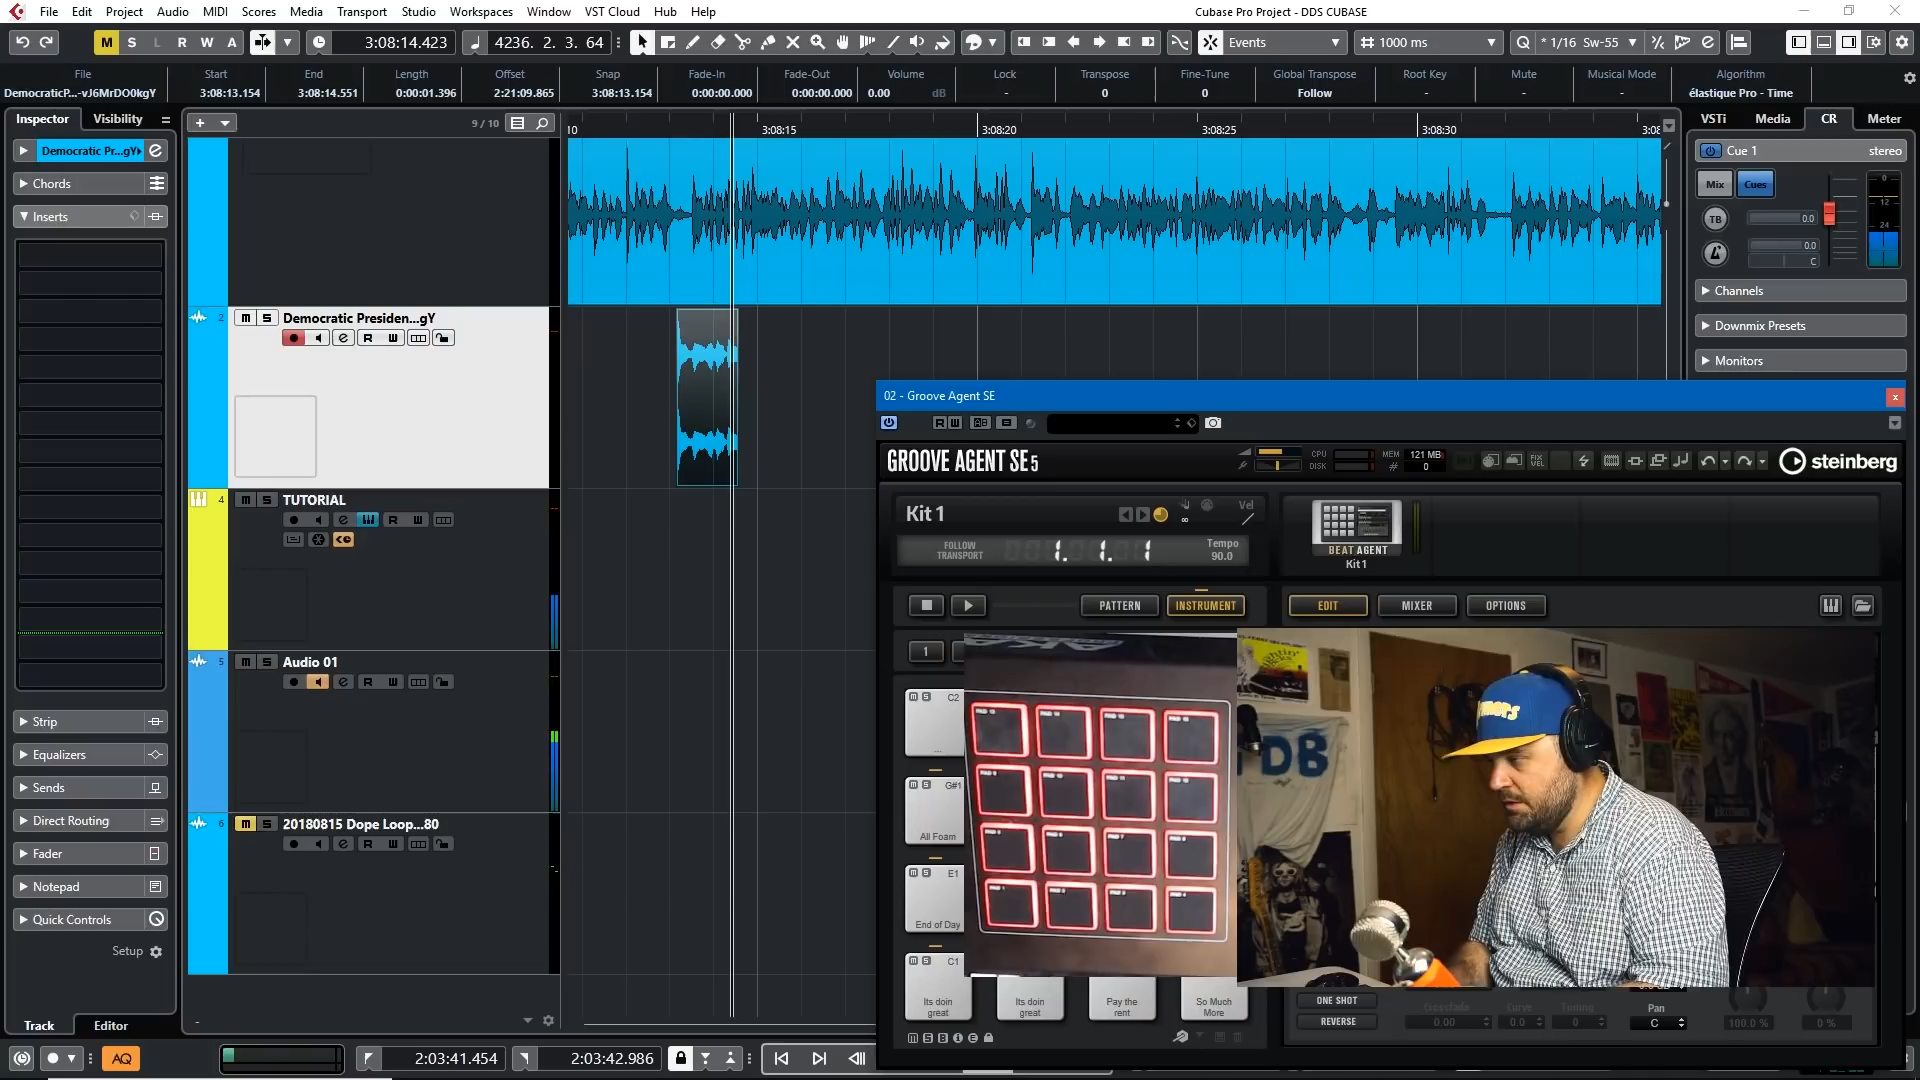 File Edit Project Audio MIDI Scores Media Transport Studio Workspaces Window VST Cloud Hub Help
Cubase Pro Project - DDS CUBASE
M S L R W A
3:08:14.423
4236. 2. 3. 64
Events
1000 ms
Q * 1/16 Sw-55
File Start End Length Offset Snap Fade-In Fade-Out Volume Lock Transpose Fine-Tune Global Transpose Root Key Mute Musical Mode Algorithm
DemocraticP...-vJ6MrDO0kgY 3:08:13.154 3:08:14.551 0:00:01.396 2:21:09.865 3:08:13.154 0:00:00.000 0:00:00.000 0.00 dB - 0 0 Follow - - - élastique Pro - Time
Inspector Visibility
9 / 10
10 3:08:15 3:08:20 3:08:25 3:08:30 3:08
VSTi Media CR Meter
Democratic Pr...gY
Chords
Inserts
Strip
Equalizers
Sends
Direct Routing
Fader
Notepad
Quick Controls
Setup
Track Editor
2 m S Democratic Presiden...gY
e R W
4 m S TUTORIAL
e R W
5 m S Audio 01
e R W
6 m S 20180815 Dope Loop...80
e R W
Cue 1 stereo
Mix Cues
0
12
24
TB 0.0
0.0
C
Channels
Downmix Presets
Monitors
02 - Groove Agent SE
R W
GROOVE AGENT SE 5
CPU
DISK
MEM 121 MB
# 0
FIX VEL
steinberg
Kit 1
Vel
FOLLOW TRANSPORT
1. 1. 1
Tempo
90.0
BEAT AGENT
Kit 1
PATTERN INSTRUMENT
EDIT MIXER OPTIONS
1
C2
...
G#1
All Foam
E1
End of Day
C1
Its doin great
Its doin great
Pay the rent
So Much More
DB
ONE SHOT
REVERSE
Crossfade
0.00
Curve
0.0
Tuning
0
Pan
C
100.0 %
0 %
AQ
2:03:41.454
2:03:42.986